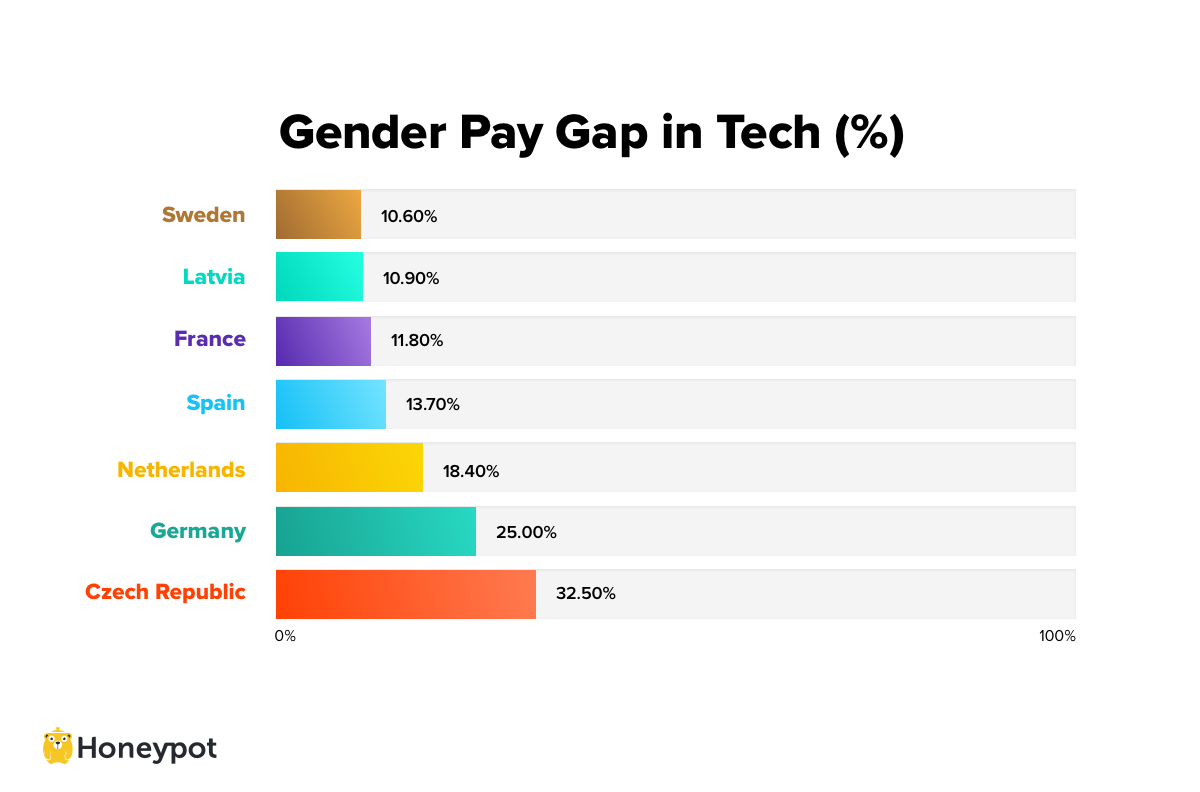 Gender Pay Gap in Tech (%)
Sweden 10.60%
Latvia 10.90%
France 11.80%
Spain 13.70%
Netherlands 18.40%
Germany 25.00%
Czech Republic 32.50%
0% 100%
Honeypot